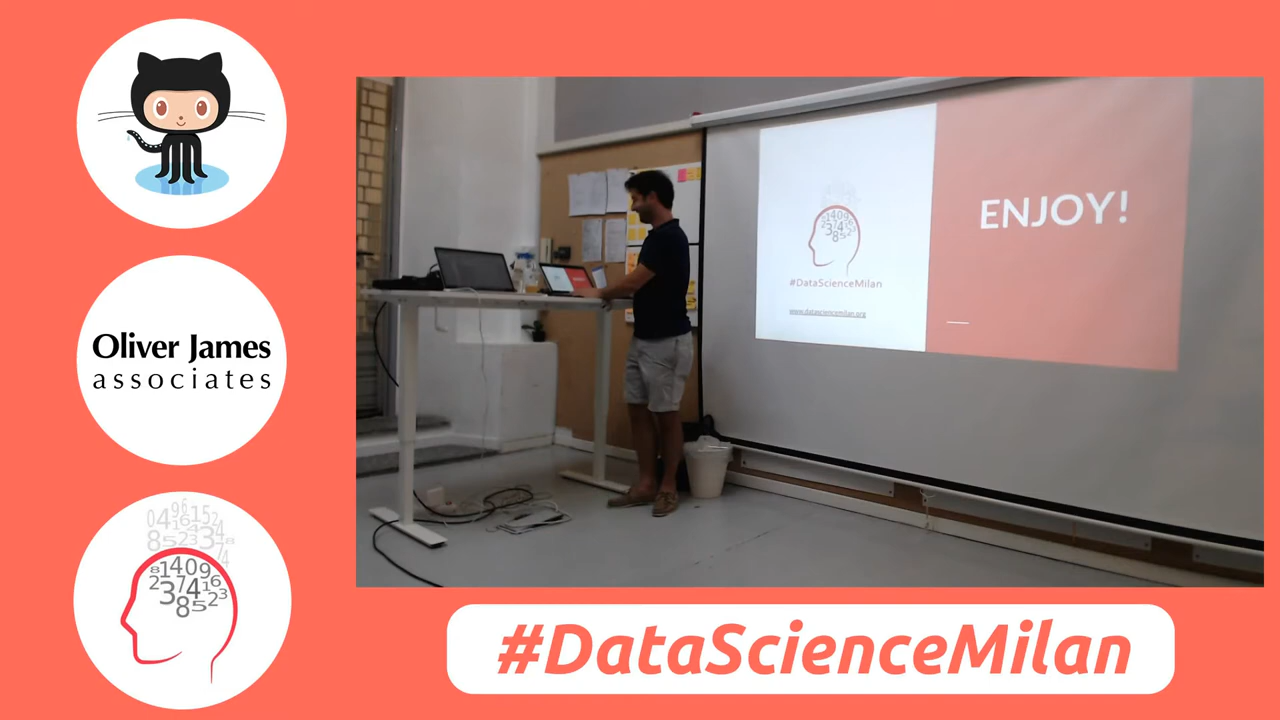 Oliver James
associates
ENJOY!
#DataScienceMilan
www.datasciencemilan.org
#DataScienceMilan